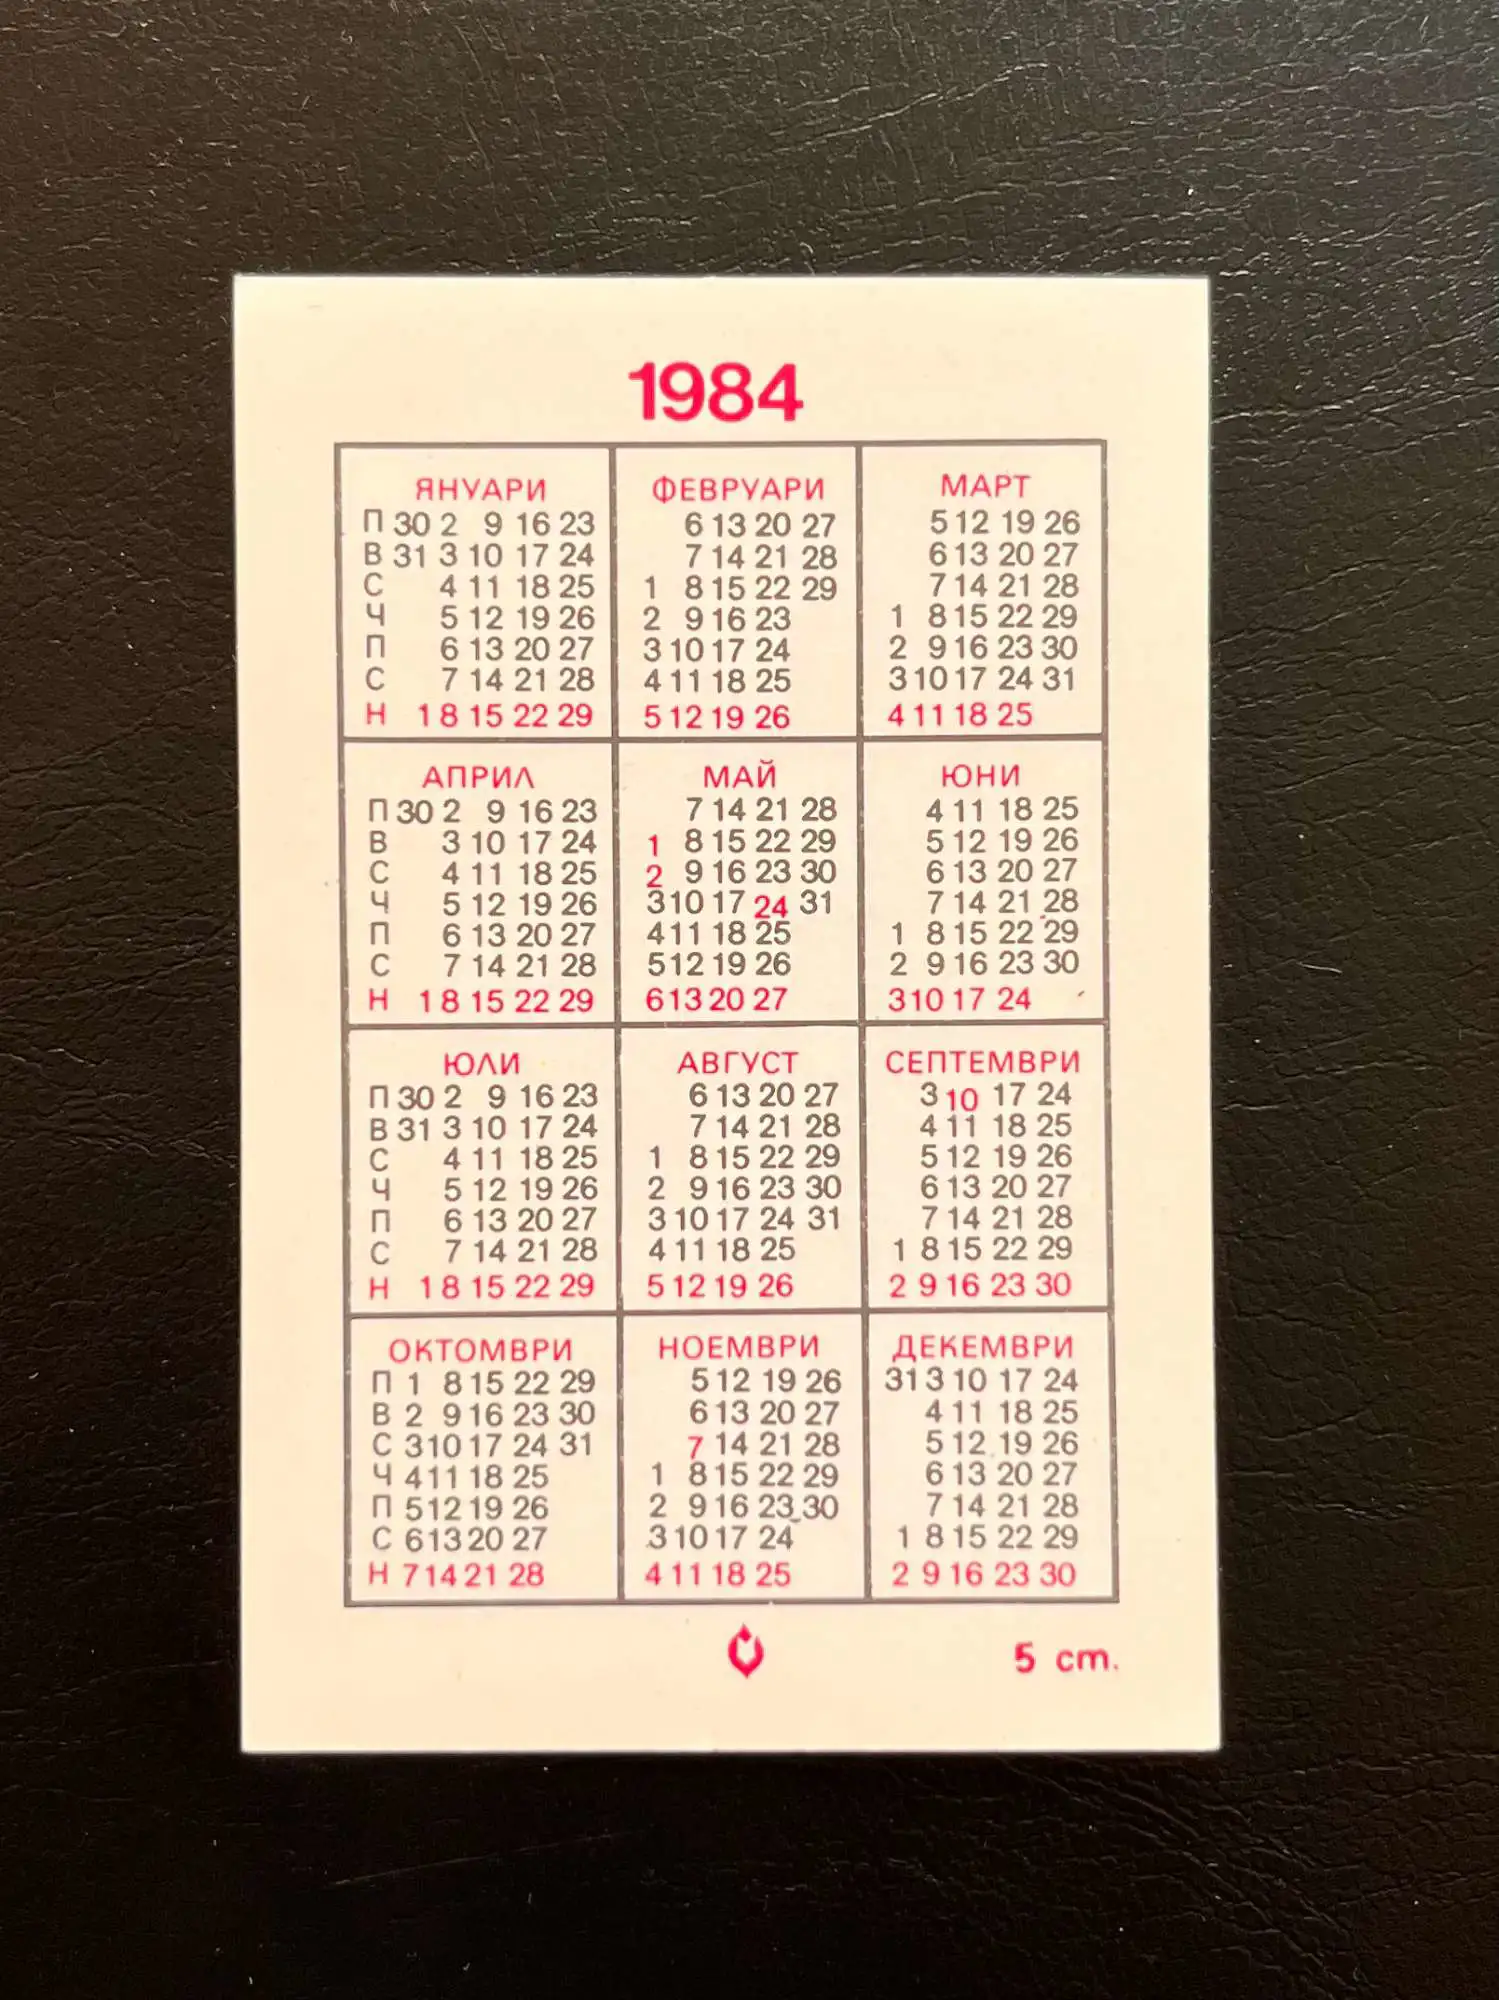 1984
ЯНУАРИ
П 30 2 9 16 23
В 31 3 10 17 24
С 4 11 18 25
Ч 5 12 19 26
П 6 13 20 27
С 7 14 21 28
Н 1 8 15 22 29
ФЕВРУАРИ
6 13 20 27
7 14 21 28
1 8 15 22 29
2 9 16 23
3 10 17 24
4 11 18 25
5 12 19 26
МАРТ
5 12 19 26
6 13 20 27
7 14 21 28
1 8 15 22 29
2 9 16 23 30
3 10 17 24 31
4 11 18 25
АПРИЛ
П 30 2 9 16 23
В 3 10 17 24
С 4 11 18 25
Ч 5 12 19 26
П 6 13 20 27
С 7 14 21 28
Н 1 8 15 22 29
МАЙ
7 14 21 28
1 8 15 22 29
2 9 16 23 30
3 10 17 24 31
4 11 18 25
5 12 19 26
6 13 20 27
ЮНИ
4 11 18 25
5 12 19 26
6 13 20 27
7 14 21 28
1 8 15 22 29
2 9 16 23 30
3 10 17 24
ЮЛИ
П 30 2 9 16 23
В 31 3 10 17 24
С 4 11 18 25
Ч 5 12 19 26
П 6 13 20 27
С 7 14 21 28
Н 1 8 15 22 29
АВГУСТ
6 13 20 27
7 14 21 28
1 8 15 22 29
2 9 16 23 30
3 10 17 24 31
4 11 18 25
5 12 19 26
СЕПТЕМВРИ
3 10 17 24
4 11 18 25
5 12 19 26
6 13 20 27
7 14 21 28
1 8 15 22 29
2 9 16 23 30
ОКТОМВРИ
П 1 8 15 22 29
В 2 9 16 23 30
С 3 10 17 24 31
Ч 4 11 18 25
П 5 12 19 26
С 6 13 20 27
Н 7 14 21 28
НОЕМВРИ
5 12 19 26
6 13 20 27
7 14 21 28
1 8 15 22 29
2 9 16 23 30
3 10 17 24
4 11 18 25
ДЕКЕМВРИ
31 3 10 17 24
4 11 18 25
5 12 19 26
6 13 20 27
7 14 21 28
1 8 15 22 29
2 9 16 23 30
5 ст.